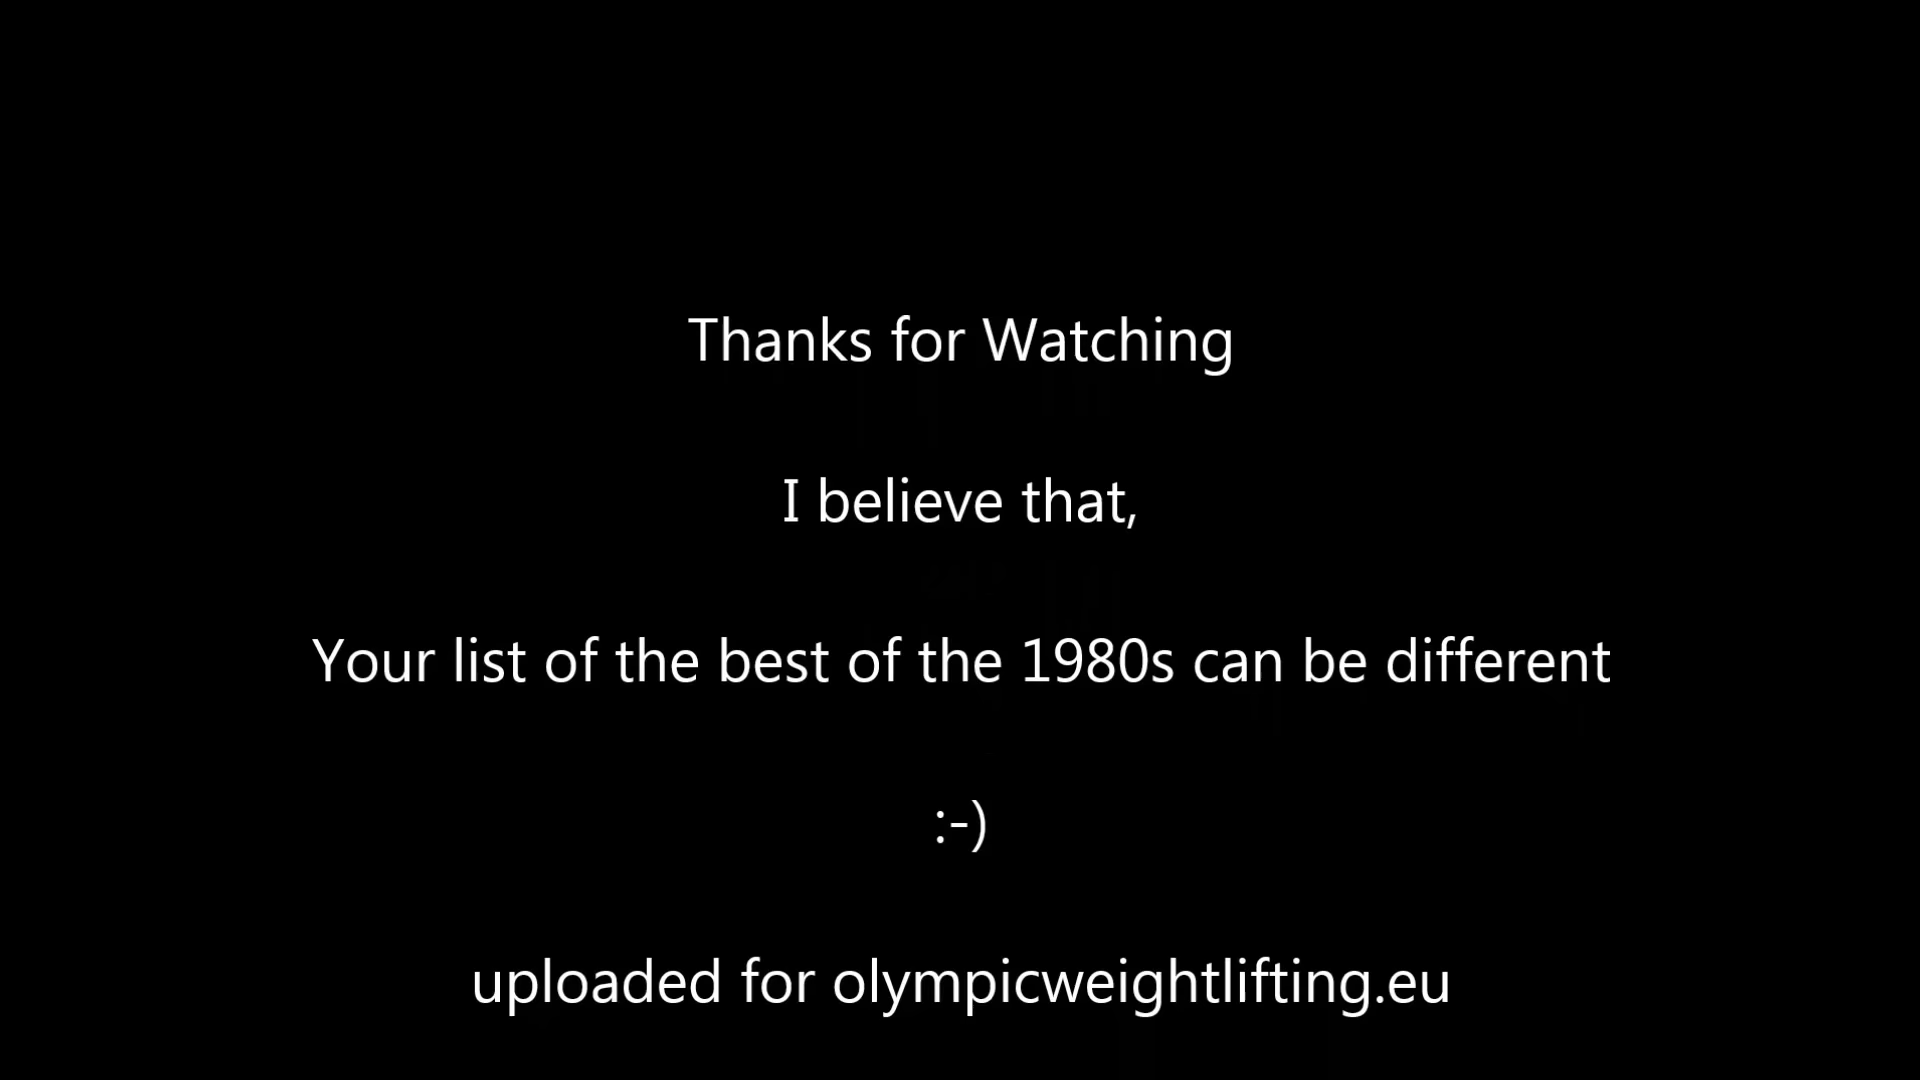 Thanks for Watching
I believe that,
Your list of the best of the 1980s can be different
:-)
uploaded for olympicweightlifting.eu